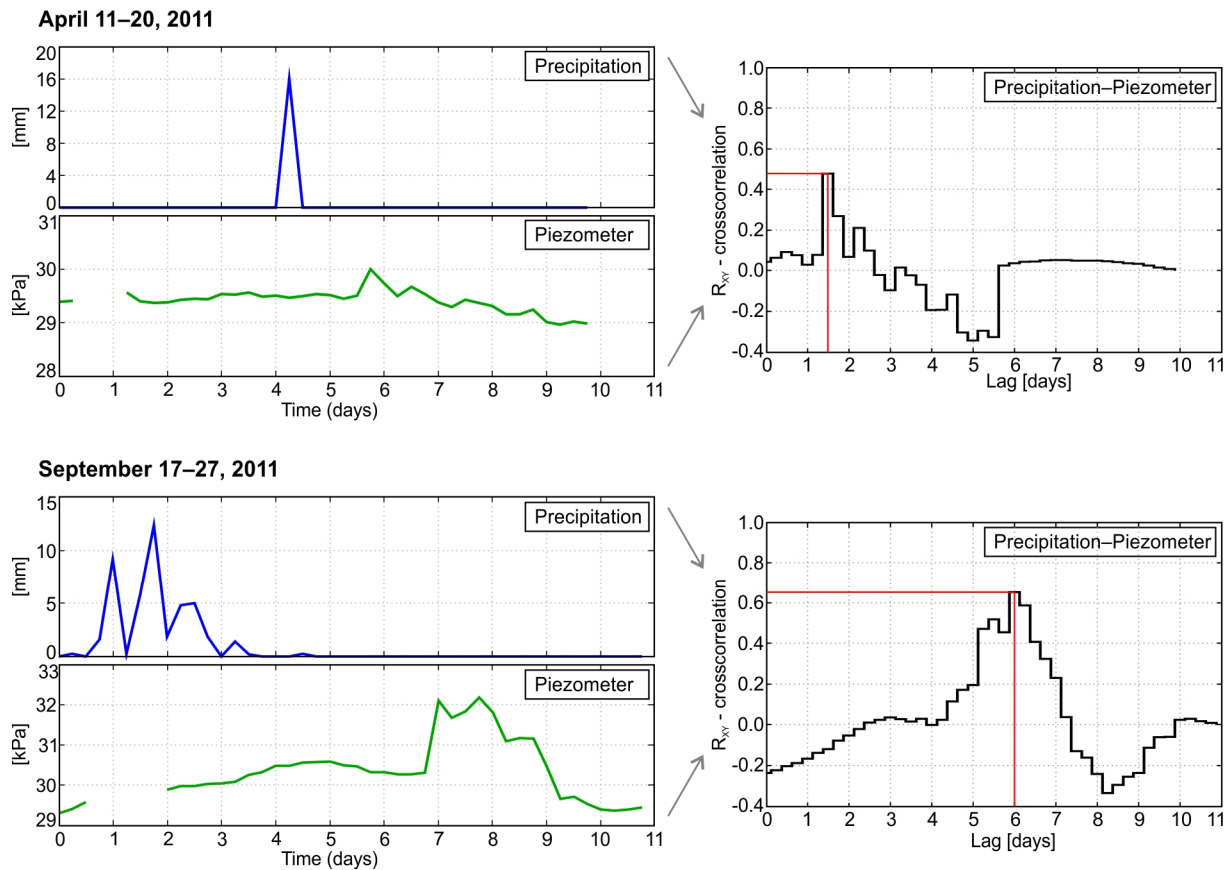 April 11–20, 2011
Precipitation
[mm]
20
16
12
8
4
0
Piezometer
[kPa]
31
30
29
28
0 1 2 3 4 5 6 7 8 9 10 11
Time (days)
Precipitation–Piezometer
R_XY - crosscorrelation
1.0
0.8
0.6
0.4
0.2
0.0
-0.2
-0.4
0 1 2 3 4 5 6 7 8 9 10 11
Lag [days]
September 17–27, 2011
Precipitation
[mm]
15
10
5
0
Piezometer
[kPa]
33
32
31
30
29
0 1 2 3 4 5 6 7 8 9 10 11
Time (days)
Precipitation–Piezometer
R_XY - crosscorrelation
1.0
0.8
0.6
0.4
0.2
0.0
-0.2
-0.4
0 1 2 3 4 5 6 7 8 9 10 11
Lag [days]